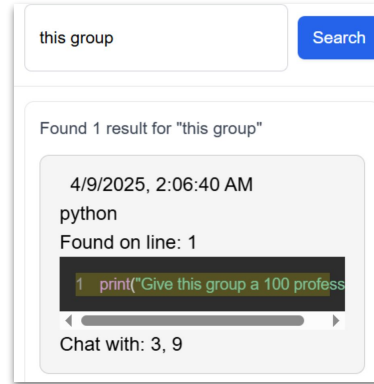 this group
Search
Found 1 result for "this group"
4/9/2025, 2:06:40 AM
python
Found on line: 1
1 print("Give this group a 100 profess
Chat with: 3, 9